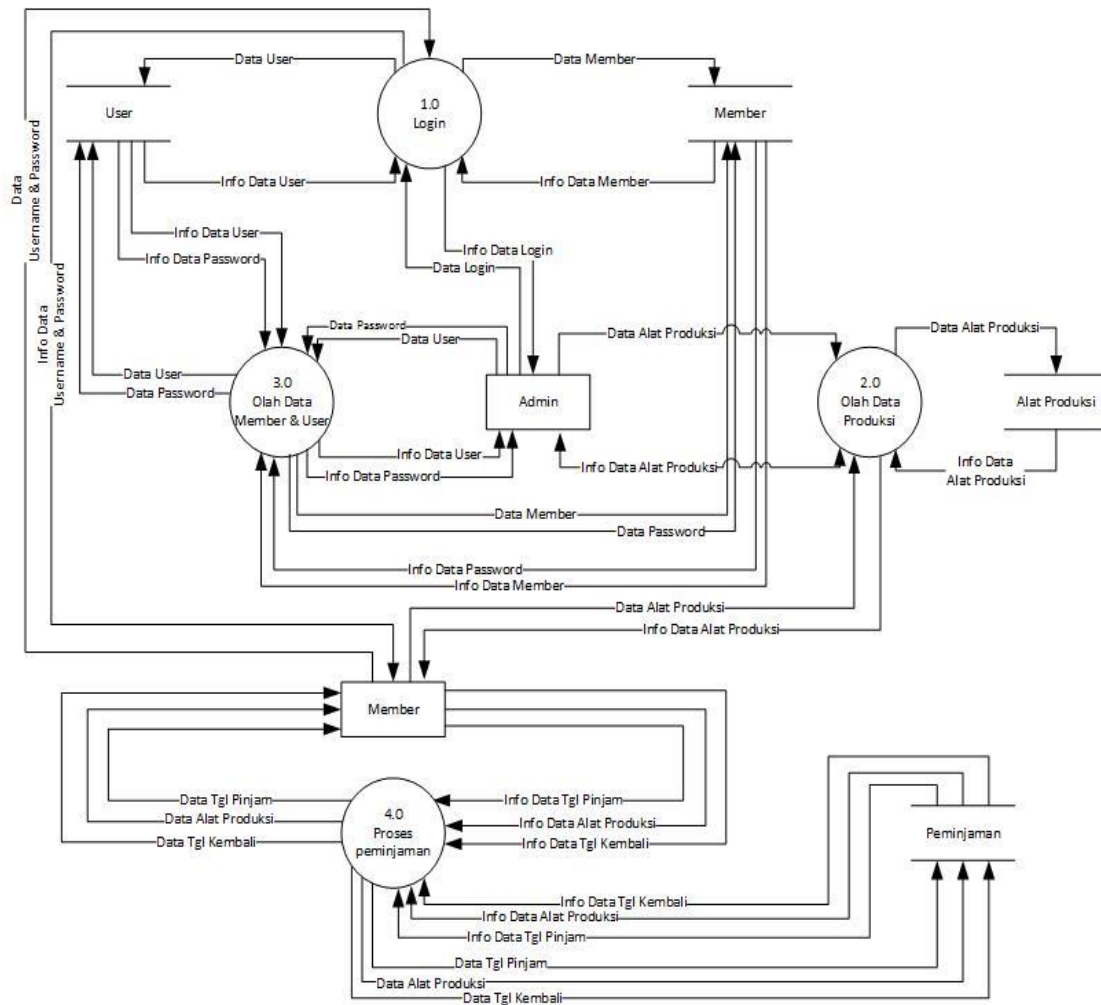 Data User
Data Member
1.0
Login
User
Member
Data
Username & Password
Info Data
Username & Password
Info Data User
Info Data Member
Info Data User
Info Data Password
Info Data Login
Data Login
Data Password
Data User
Data Alat Produksi
Data Alat Produksi
Data User
Data Password
3.0
Olah Data
Member & User
Admin
2.0
Olah Data
Produksi
Alat Produksi
Info Data User
Info Data Password
Info Data Alat Produksi
Info Data
Alat Produksi
Data Member
Data Password
Info Data Password
Info Data Member
Data Alat Produksi
Info Data Alat Produksi
Member
Data Tgl Pinjam
Data Alat Produksi
Data Tgl Kembali
4.0
Proses
peminjaman
Info Data Tgl Pinjam
Info Data Alat Produksi
Info Data Tgl Kembali
Peminjaman
Info Data Tgl Kembali
Info Data Alat Produksi
Info Data Tgl Pinjam
Data Tgl Pinjam
Data Alat Produksi
Data Tgl Kembali